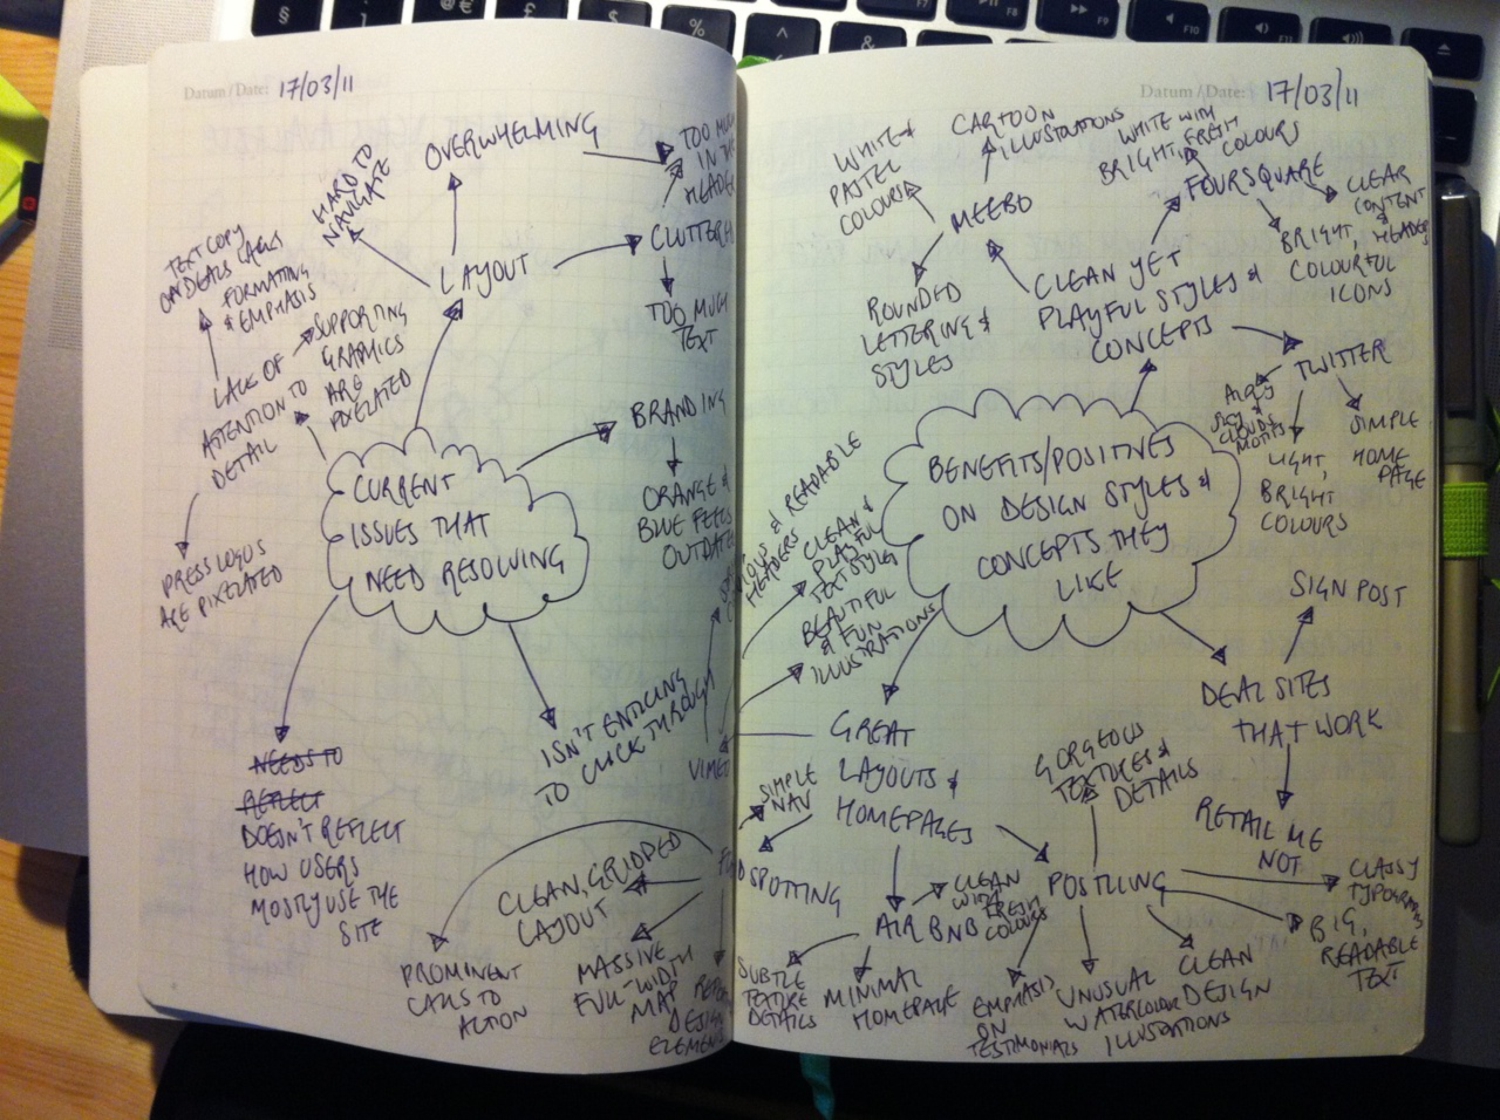 Datum/Date: 17/03/11
OVERWHELMING
TOO MUCH
IN THE
HEADER
HARD TO
NAVIGATE
CLUTTER
TOO MUCH
TEXT
LAYOUT
TEXT COPY
ON DEALS LACKS
FORMATING
& EMPHASIS
SUPPORTING
GRAPHICS
ARE
PIXELATED
LACK OF
ATTENTION TO
DETAIL
PRESS LOGOS
ARE PIXELATED
BRANDING
ORANGE &
BLUE FEELS
OUTDATED
CURRENT
ISSUES THAT
NEED RESOLVING
NEEDS TO
REFLECT
DOESN'T REFLECT
HOW USERS
MOSTLY USE THE
SITE
ISN'T ENTICING
TO CLICK THROUGH
VIMEO
CLEAN, GRIDDED
LAYOUT
PROMINENT
CALLS TO
ACTION
MASSIVE
FULL-WIDTH
MAP
DESIGN
ELEMENTS
Datum/Date: 17/03/11
WHITE &
PASTEL
COLOURS
CARTOON
ILLUSTRATIONS
WHITE WITH
BRIGHT, FRESH
COLOURS
MEEBO
FOURSQUARE
CLEAR
CONTENT
& HEADERS
BRIGHT,
COLOURFUL
ICONS
ROUNDED
LETTERING &
STYLES
CLEAN YET
PLAYFUL STYLES &
CONCEPTS
TWITTER
SKY &
CLOUDS
MOTIFS
LIGHT,
BRIGHT
COLOURS
SIMPLE
HOME
PAGE
BENEFITS/POSITIVES
ON DESIGN STYLES &
CONCEPTS THEY
LIKE
& READABLE
HEADERS
CLEAN &
PLAYFUL
TEXT STYLES
BEAUTIFUL
& FUN
ILLUSTRATIONS
SIGN POST
DEAL SITES
THAT WORK
RETAIL ME
NOT
GREAT
LAYOUTS &
HOMEPAGES
SIMPLE
NAV
SPOTTING
GORGEOUS
TEXTURES &
DETAILS
POSTLING
CLASSY
TYPOGRAPHY
BIG,
READABLE
TEXT
CLEAN
DESIGN
UNUSUAL
WATERCOLOUR
ILLUSTRATIONS
EMPHASIS
ON
TESTIMONIALS
AIR BNB
CLEAN
WITH
FRESH
COLOURS
SUBTLE
TEXTURE
DETAILS
MINIMAL
HOMEPAGE